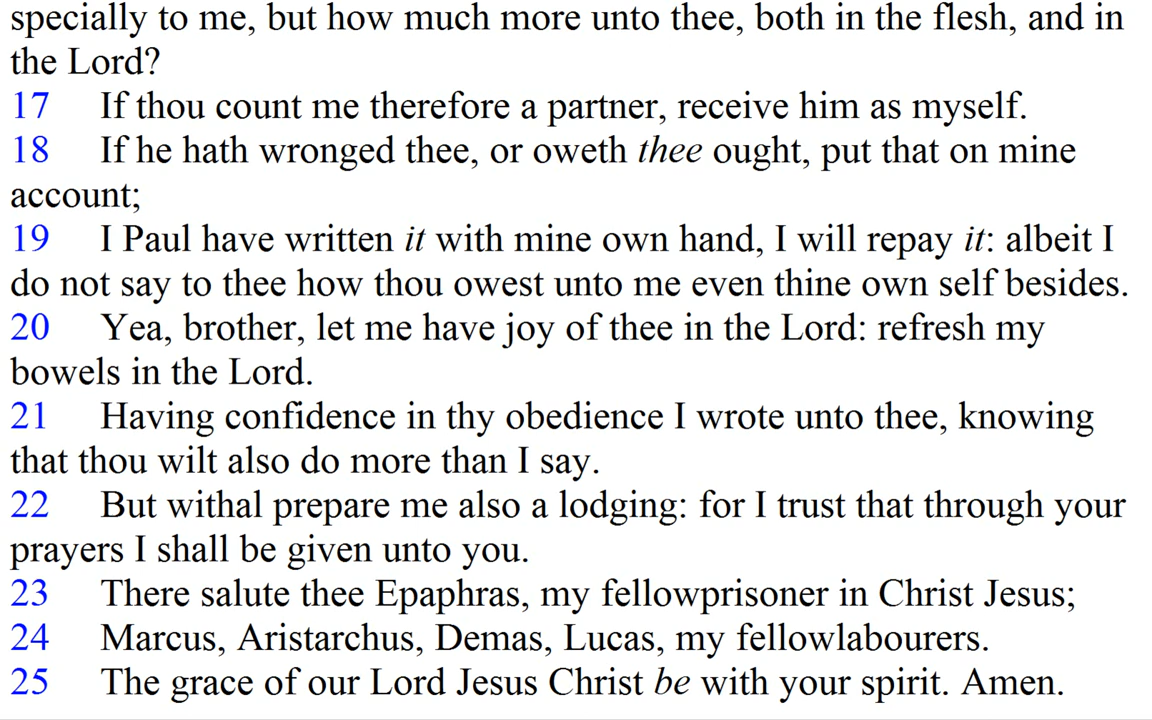 specially to me, but how much more unto thee, both in the flesh, and in
the Lord?
17 If thou count me therefore a partner, receive him as myself.
18 If he hath wronged thee, or oweth thee ought, put that on mine
account;
19 I Paul have written it with mine own hand, I will repay it: albeit I
do not say to thee how thou owest unto me even thine own self besides.
20 Yea, brother, let me have joy of thee in the Lord: refresh my
bowels in the Lord.
21 Having confidence in thy obedience I wrote unto thee, knowing
that thou wilt also do more than I say.
22 But withal prepare me also a lodging: for I trust that through your
prayers I shall be given unto you.
23 There salute thee Epaphras, my fellowprisoner in Christ Jesus;
24 Marcus, Aristarchus, Demas, Lucas, my fellowlabourers.
25 The grace of our Lord Jesus Christ be with your spirit. Amen.